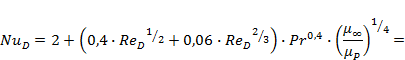 Nu_D = 2 + (0,4 · Re_D^{1/2} + 0,06 · Re_D^{2/3}) · Pr^{0,4} · (μ_∞/μ_P)^{1/4} =